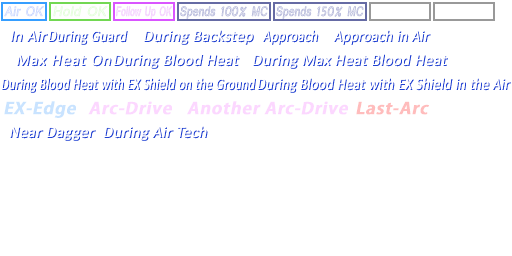 Air OK Hold OK Follow Up OK Spends 100% MC Spends 150% MC
In Air During Guard During Backstep Approach Approach in Air
Max Heat On During Blood Heat During Max Heat Blood Heat
During Blood Heat with EX Shield on the Ground During Blood Heat with EX Shield in the Air
EX-Edge Arc-Drive Another Arc-Drive Last-Arc
Near Dagger During Air Tech